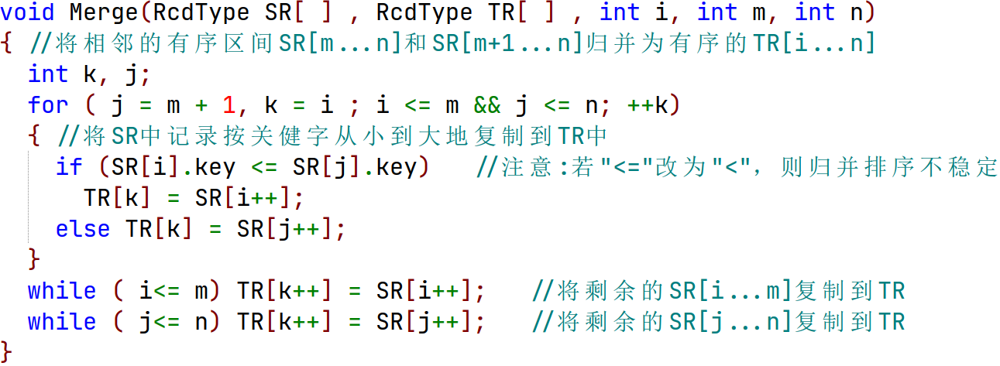 void Merge(RcdType SR[ ] , RcdType TR[ ] , int i, int m, int n)
{ //将相邻的有序区间SR[m...n]和SR[m+1...n]归并为有序的TR[i...n]
  int k, j;
  for ( j = m + 1, k = i ; i <= m && j <= n; ++k)
  { //将SR中记录按关健字从小到大地复制到TR中
    if (SR[i].key <= SR[j].key)    //注意:若"<="改为"<", 则归并排序不稳定
      TR[k] = SR[i++];
    else TR[k] = SR[j++];
  }
  while ( i<= m) TR[k++] = SR[i++];    //将剩余的SR[i...m]复制到TR
  while ( j<= n) TR[k++] = SR[j++];    //将剩余的SR[j...n]复制到TR
}